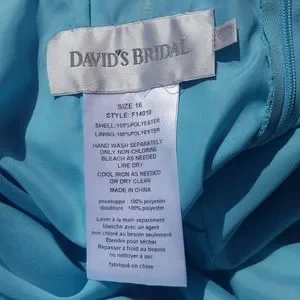 DAVID'S BRIDAL
SIZE 16
STYLE: F14010
SHELL: 100%POLYESTER
LINING: 100%POLYESTER
HAND WASH SEPARATELY
ONLY NON-CHLORINE
BLEACH AS NEEDED
LINE DRY
COOL IRON AS NEEDED
OR DRY CLEAN
MADE IN CHINA
enveloppe : 100% polyester
doublure : 100% polyester
Laver à la main séparément
blanchir avec un agent
non chloré au besoin seulement
Étendre pour sécher
Repasser à froid au besoin
ou nettoyer à sec
fabriqué en chine